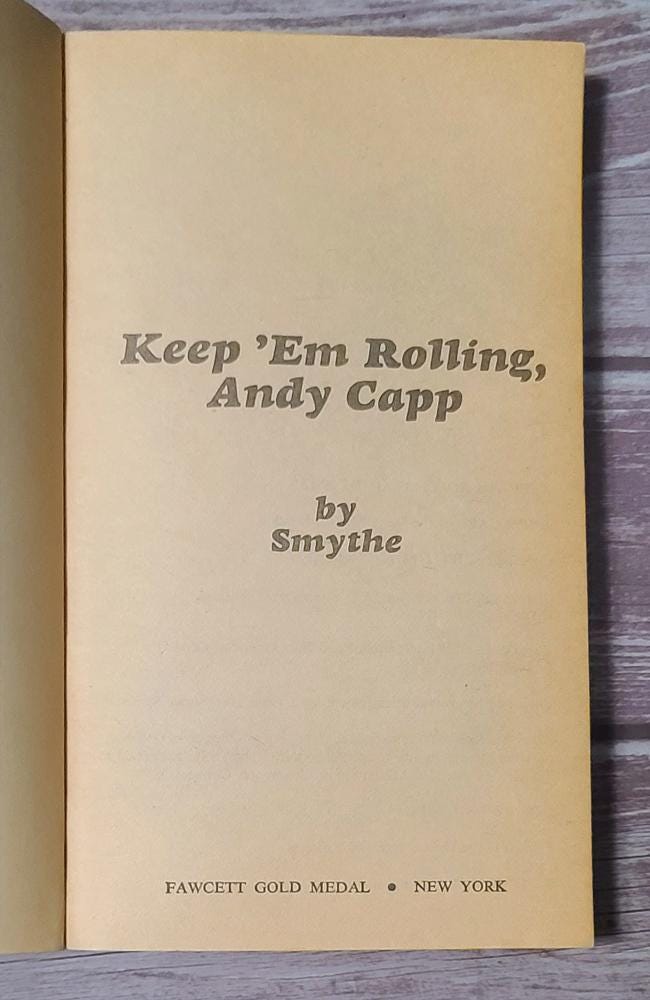 Keep ’Em Rolling,
Andy Capp
by
Smythe
FAWCETT GOLD MEDAL • NEW YORK